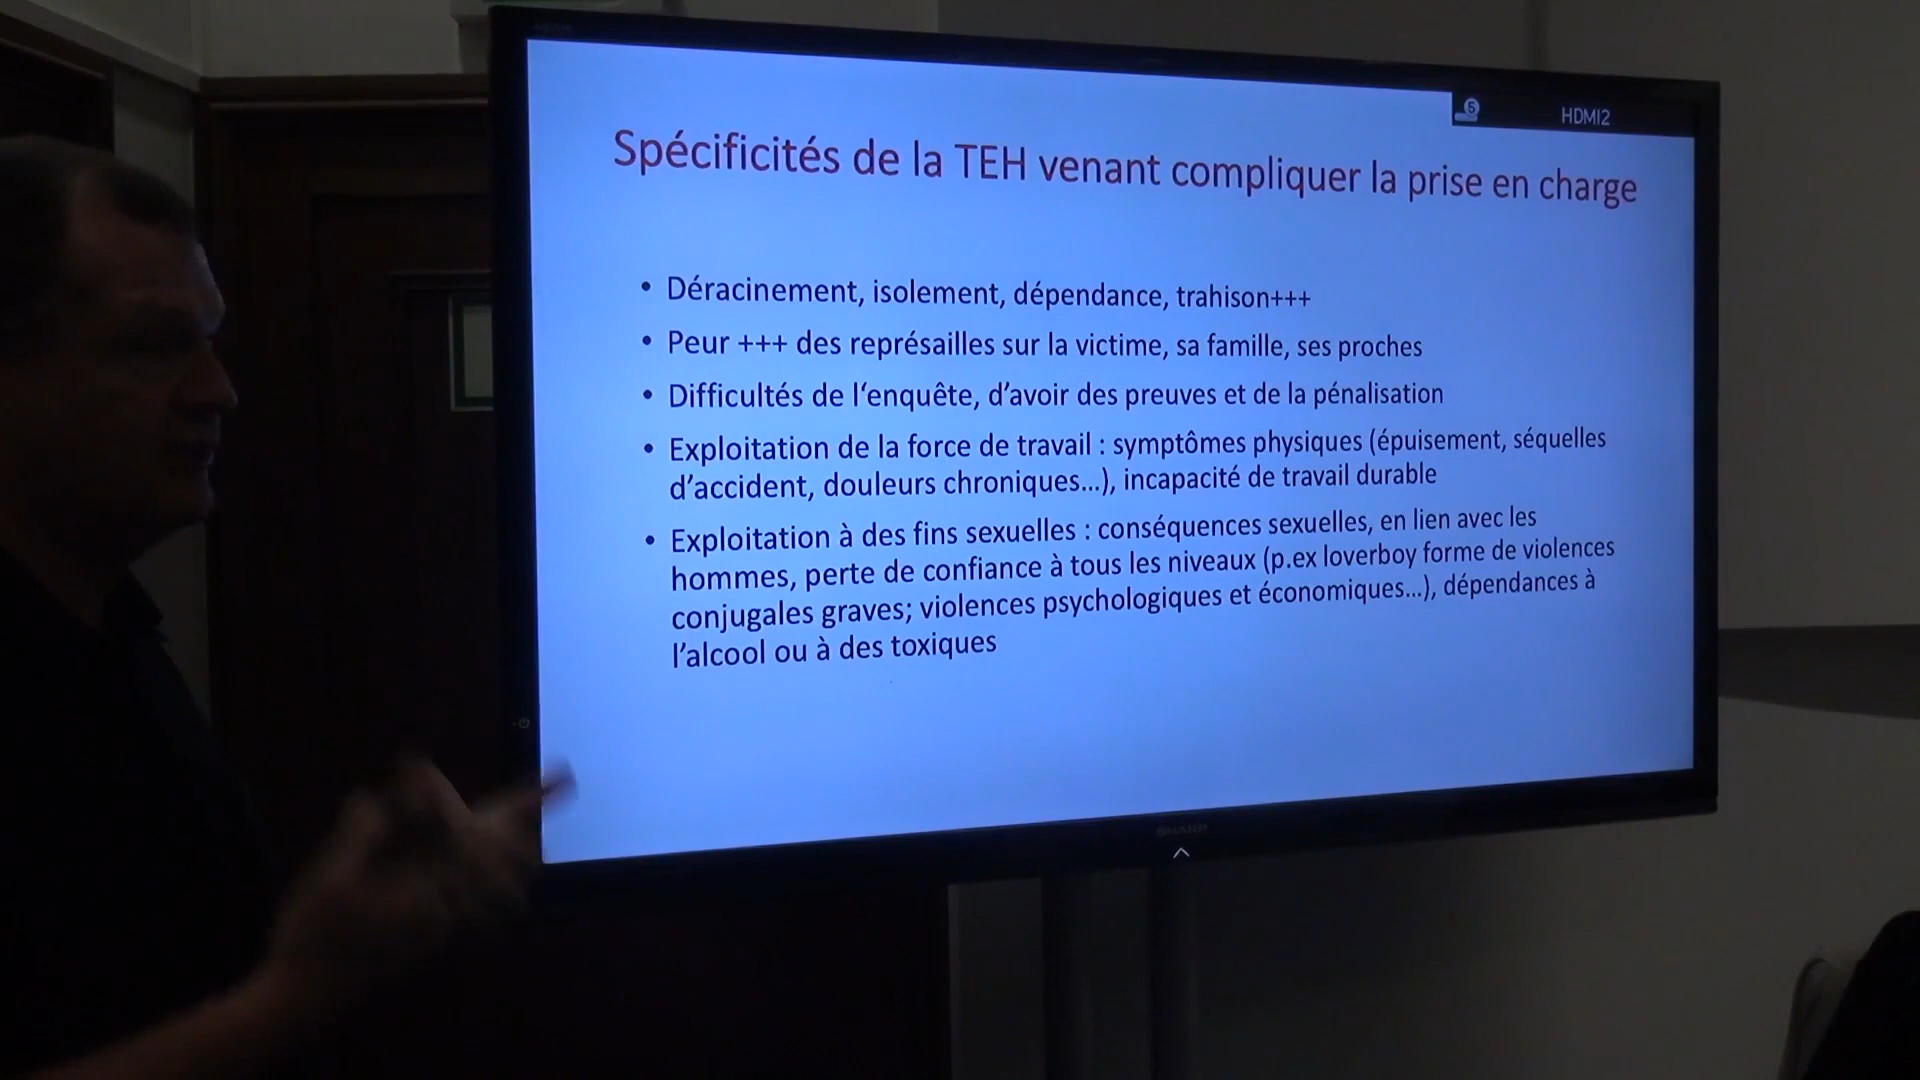 HDMI2
Spécificités de la TEH venant compliquer la prise en charge
• Déracinement, isolement, dépendance, trahison+++
• Peur +++ des représailles sur la victime, sa famille, ses proches
• Difficultés de l‘enquête, d’avoir des preuves et de la pénalisation
• Exploitation de la force de travail : symptômes physiques (épuisement, séquelles
d’accident, douleurs chroniques...), incapacité de travail durable
• Exploitation à des fins sexuelles : conséquences sexuelles, en lien avec les
hommes, perte de confiance à tous les niveaux (p.ex loverboy forme de violences
conjugales graves; violences psychologiques et économiques...), dépendances à
l’alcool ou à des toxiques
SHARP